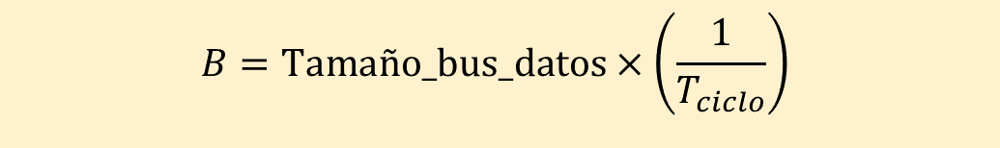 B = Tamaño_bus_datos × (1/T_ciclo)